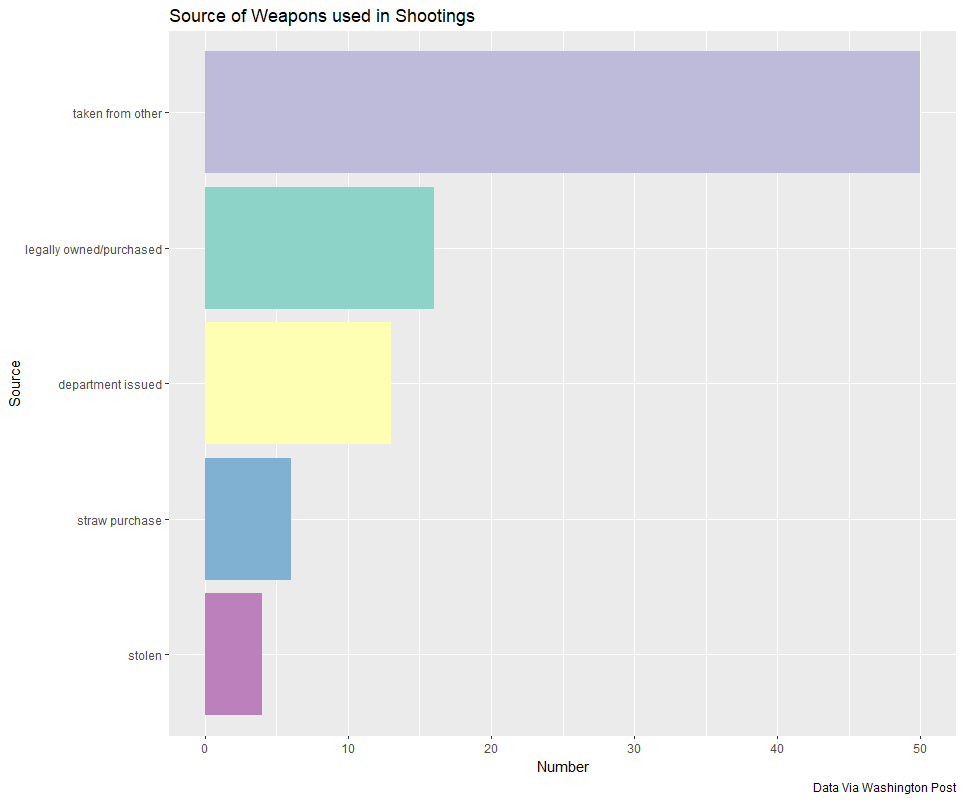 Source of Weapons used in Shootings
taken from other
legally owned/purchased
department issued
straw purchase
stolen
Source
0 10 20 30 40 50
Number
Data Via Washington Post